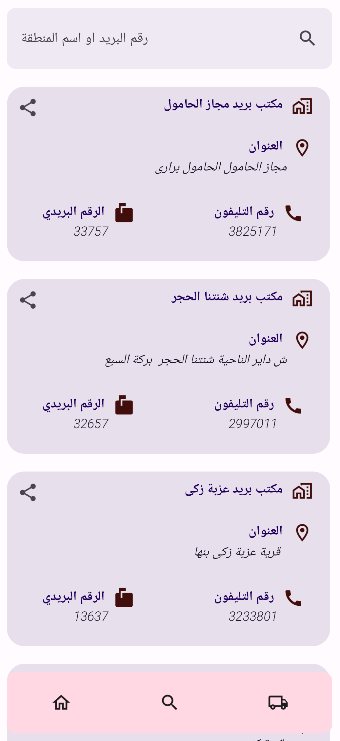 رقم البريد او اسم المنطقة
مكتب بريد مجاز الحامول
العنوان
مجاز الحامول الحامول برارى
رقم التليفون
3825171
الرقم البريدي
33757
مكتب بريد شنتنا الحجر
العنوان
ش داير الناحية شنتنا الحجر بركة السبع
رقم التليفون
2997011
الرقم البريدي
32657
مكتب بريد عزبة زكى
العنوان
قرية عزبة زكى بنها
رقم التليفون
3233801
الرقم البريدي
13637